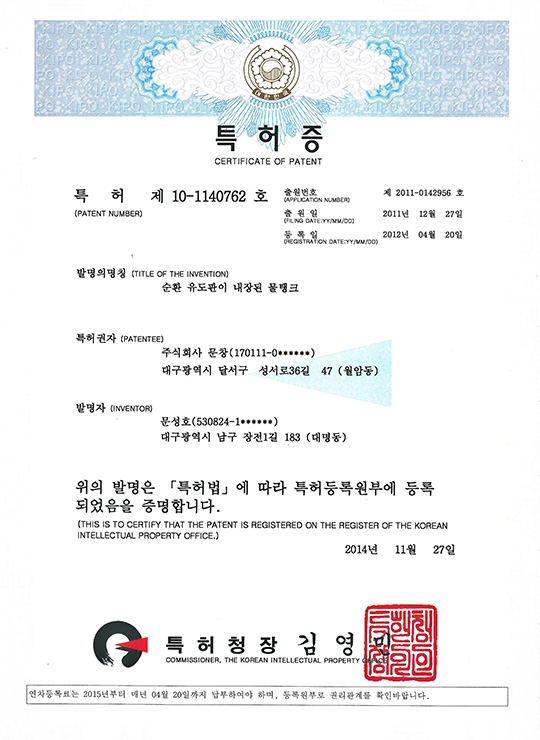 KIPO KIPO KIPO KIPO
대한민국
특허증
CERTIFICATE OF PATENT
특 허 제 10-1140762 호
(PATENT NUMBER)
출원번호 제 2011-0142956 호
(APPLICATION NUMBER)
출 원 일 2011년 12월 27일
(FILING DATE:YY/MM/DD)
등 록 일 2012년 04월 20일
(REGISTRATION DATE:YY/MM/DD)
발명의명칭 (TITLE OF THE INVENTION)
순환 유도판이 내장된 물탱크
특허권자 (PATENTEE)
주식회사 문창(170111-0******)
대구광역시 달서구 성서로36길 47 (월암동)
발명자 (INVENTOR)
문성호(530824-1******)
대구광역시 남구 장전1길 183 (대명동)
위의 발명은 「특허법」에 따라 특허등록원부에 등록
되었음을 증명합니다.
(THIS IS TO CERTIFY THAT THE PATENT IS REGISTERED ON THE REGISTER OF THE KOREAN
INTELLECTUAL PROPERTY OFFICE.)
2014년 11월 27일
특허청장 김영민
COMMISSIONER, THE KOREAN INTELLECTUAL PROPERTY OFFICE
연차등록료는 2015년부터 매년 04월 20일까지 납부하여야 하며, 등록원부로 권리관계를 확인바랍니다.